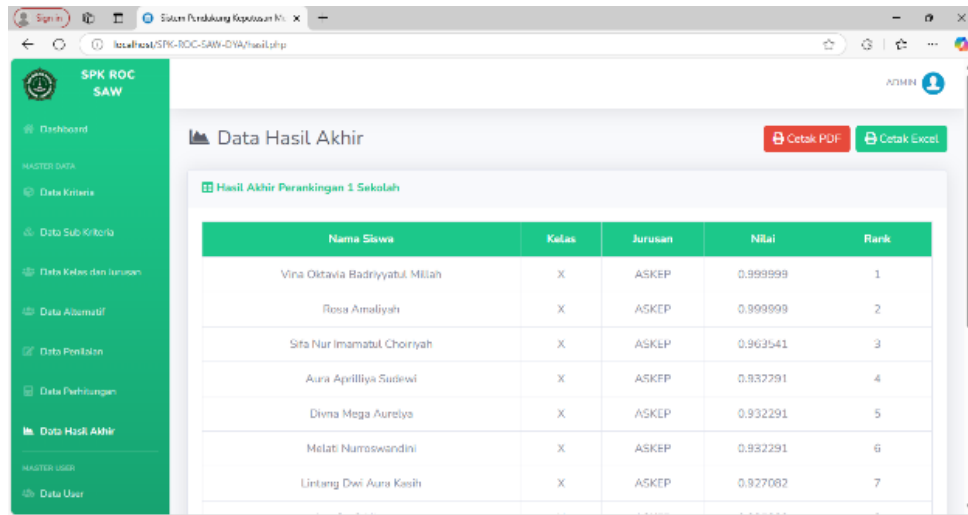 Sign in
Sistem Pendukung Keputusan M
localhost/SPK-ROC-SAW-DYA/hasil.php
SPK ROC
SAW
ADMIN
Dashboard
Data Hasil Akhir
Cetak PDF
Cetak Excel
MASTER DATA
Data Kriteria
Data Sub Kriteria
Data Kelas dan Jurusan
Data Alternatif
Data Penilaian
Data Perhitungan
Data Hasil Akhir
MASTER USER
Data User
Hasil Akhir Perankingan 1 Sekolah
Nama Siswa Kelas Jurusan Nilai Rank
Vina Oktavia Badriyyatul Millah X ASKEP 0.999999 1
Rosa Amaliyah X ASKEP 0.999999 2
Sifa Nur Imamatul Choiriyah X ASKEP 0.963541 3
Aura Aprilliya Sudewi X ASKEP 0.932291 4
Divna Mega Aurelya X ASKEP 0.932291 5
Melati Nurroswandini X ASKEP 0.932291 6
Lintang Dwi Aura Kasih X ASKEP 0.927082 7